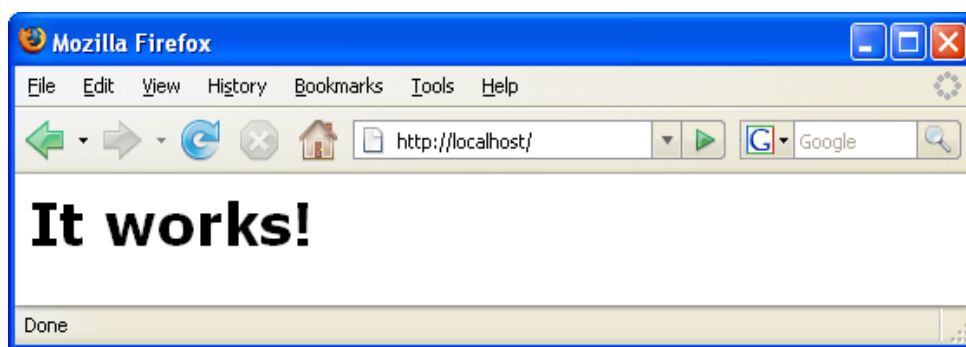 Mozilla Firefox
File Edit View History Bookmarks Tools Help
http://localhost/ G Google
It works!
Done